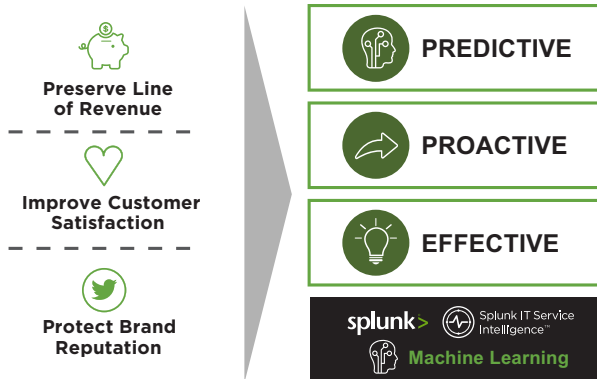 $
Preserve Line
of Revenue
Improve Customer
Satisfaction
Protect Brand
Reputation
PREDICTIVE
PROACTIVE
EFFECTIVE
splunk>
Splunk IT Service
Intelligence™
Machine Learning